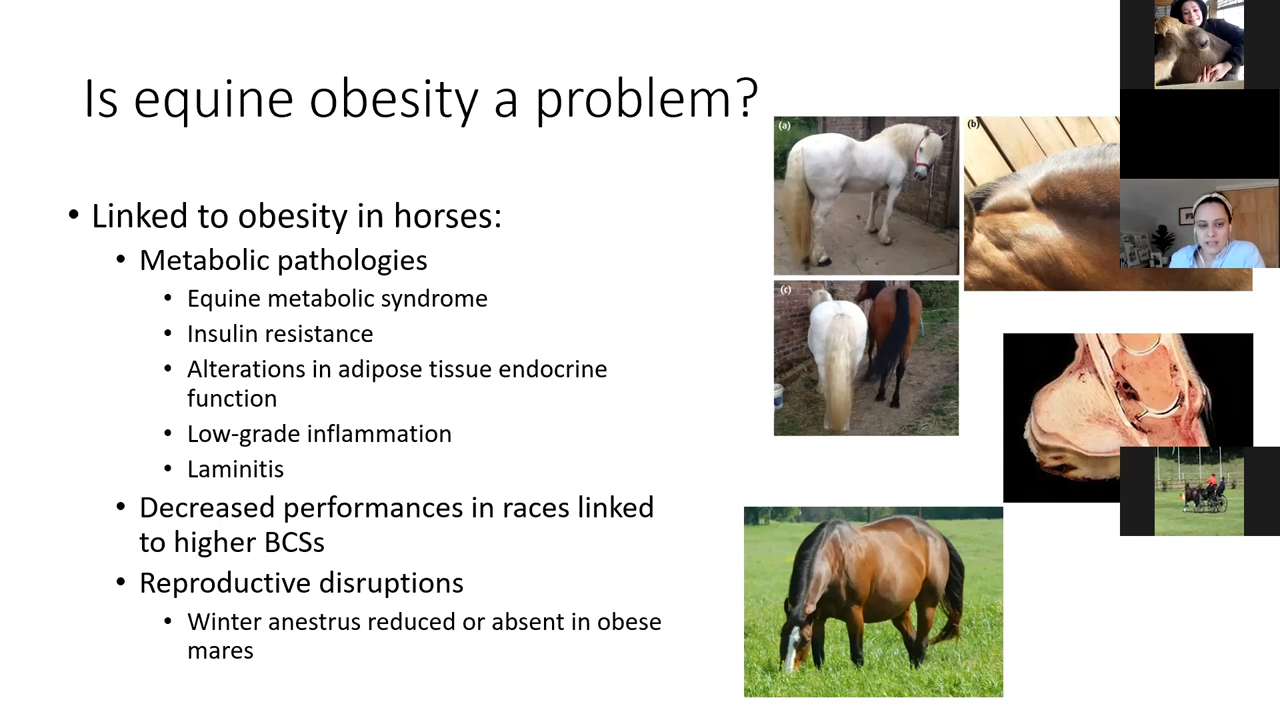 Is equine obesity a problem?
• Linked to obesity in horses:
• Metabolic pathologies
• Equine metabolic syndrome
• Insulin resistance
• Alterations in adipose tissue endocrine
function
• Low-grade inflammation
• Laminitis
• Decreased performances in races linked
to higher BCSs
• Reproductive disruptions
• Winter anestrus reduced or absent in obese
mares
(a)
(b)
(c)